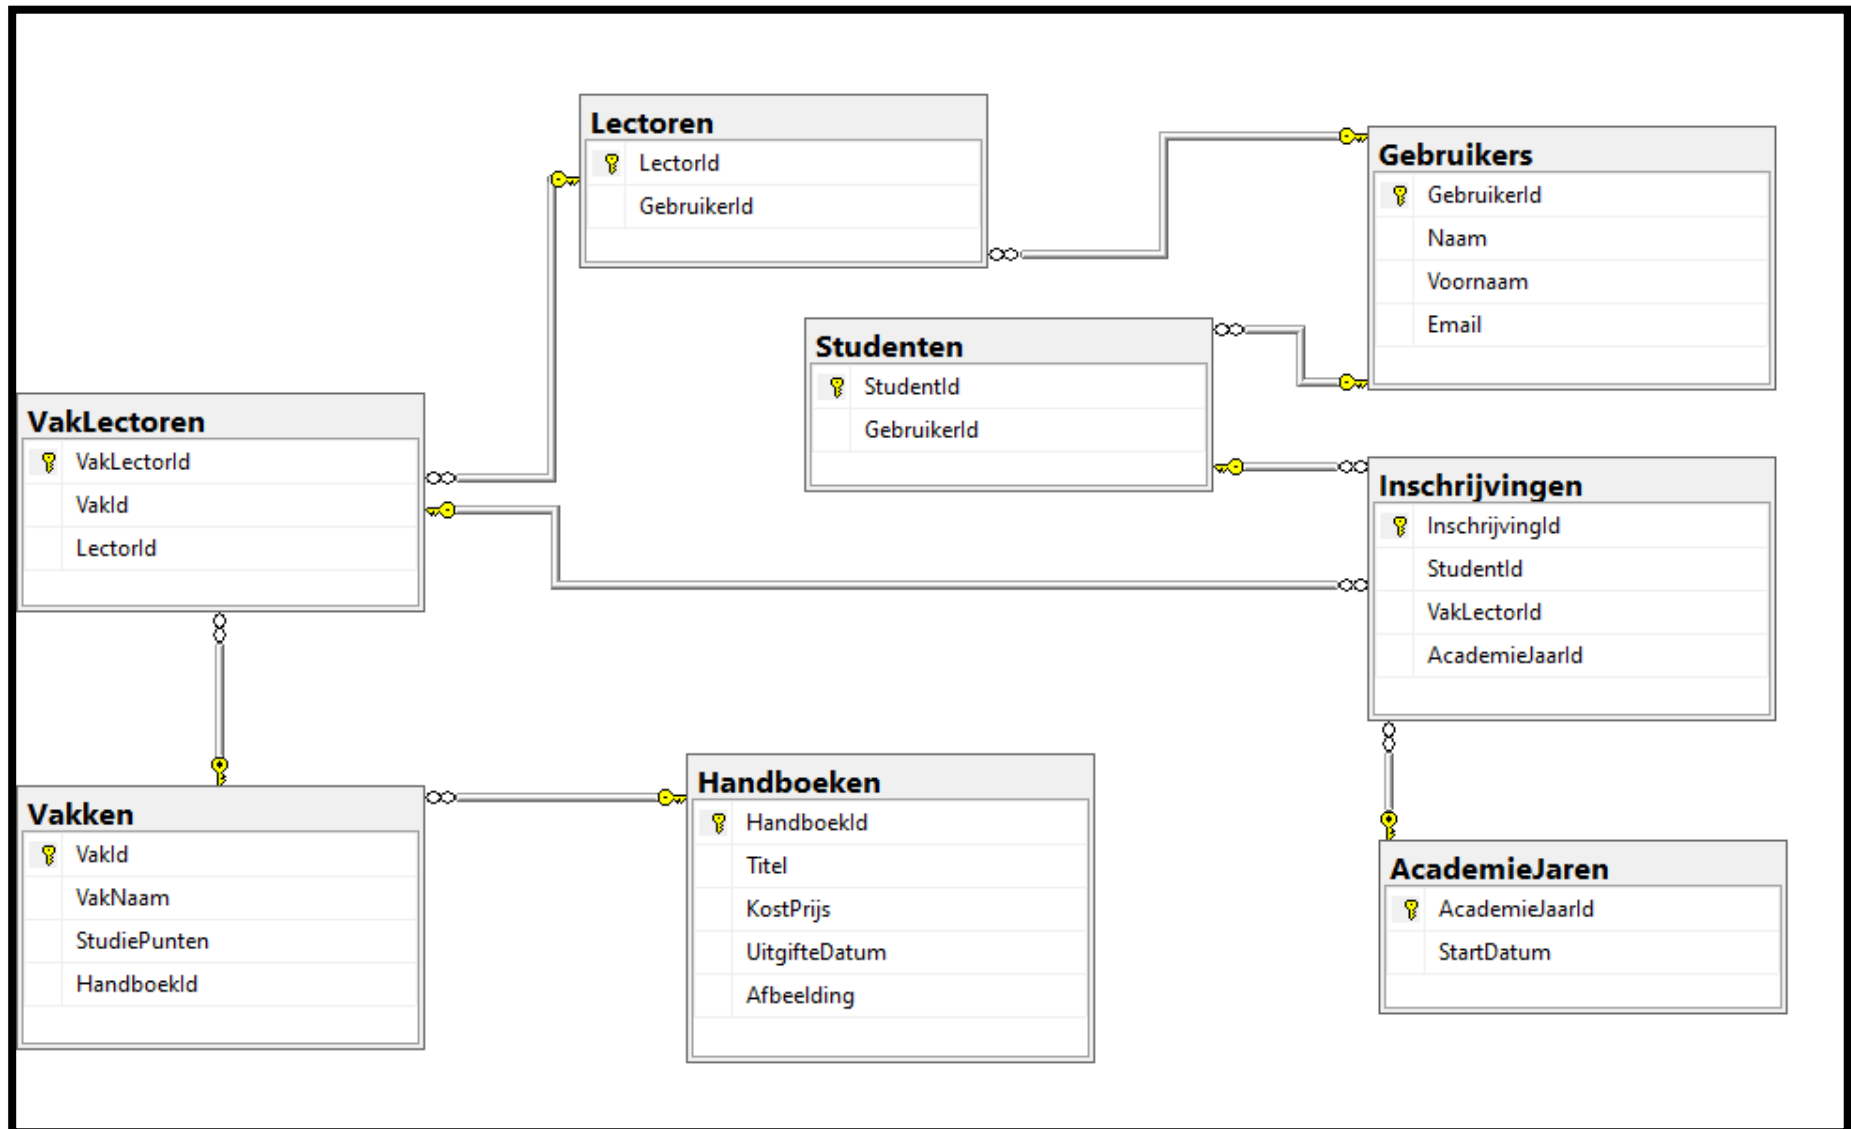 Lectoren
LectorId
GebruikerId
Gebruikers
GebruikerId
Naam
Voornaam
Email
Studenten
StudentId
GebruikerId
VakLectoren
VakLectorId
VakId
LectorId
Inschrijvingen
InschrijvingId
StudentId
VakLectorId
AcademieJaarId
Vakken
VakId
VakNaam
StudiePunten
HandboekId
Handboeken
HandboekId
Titel
KostPrijs
UitgifteDatum
Afbeelding
AcademieJaren
AcademieJaarId
StartDatum